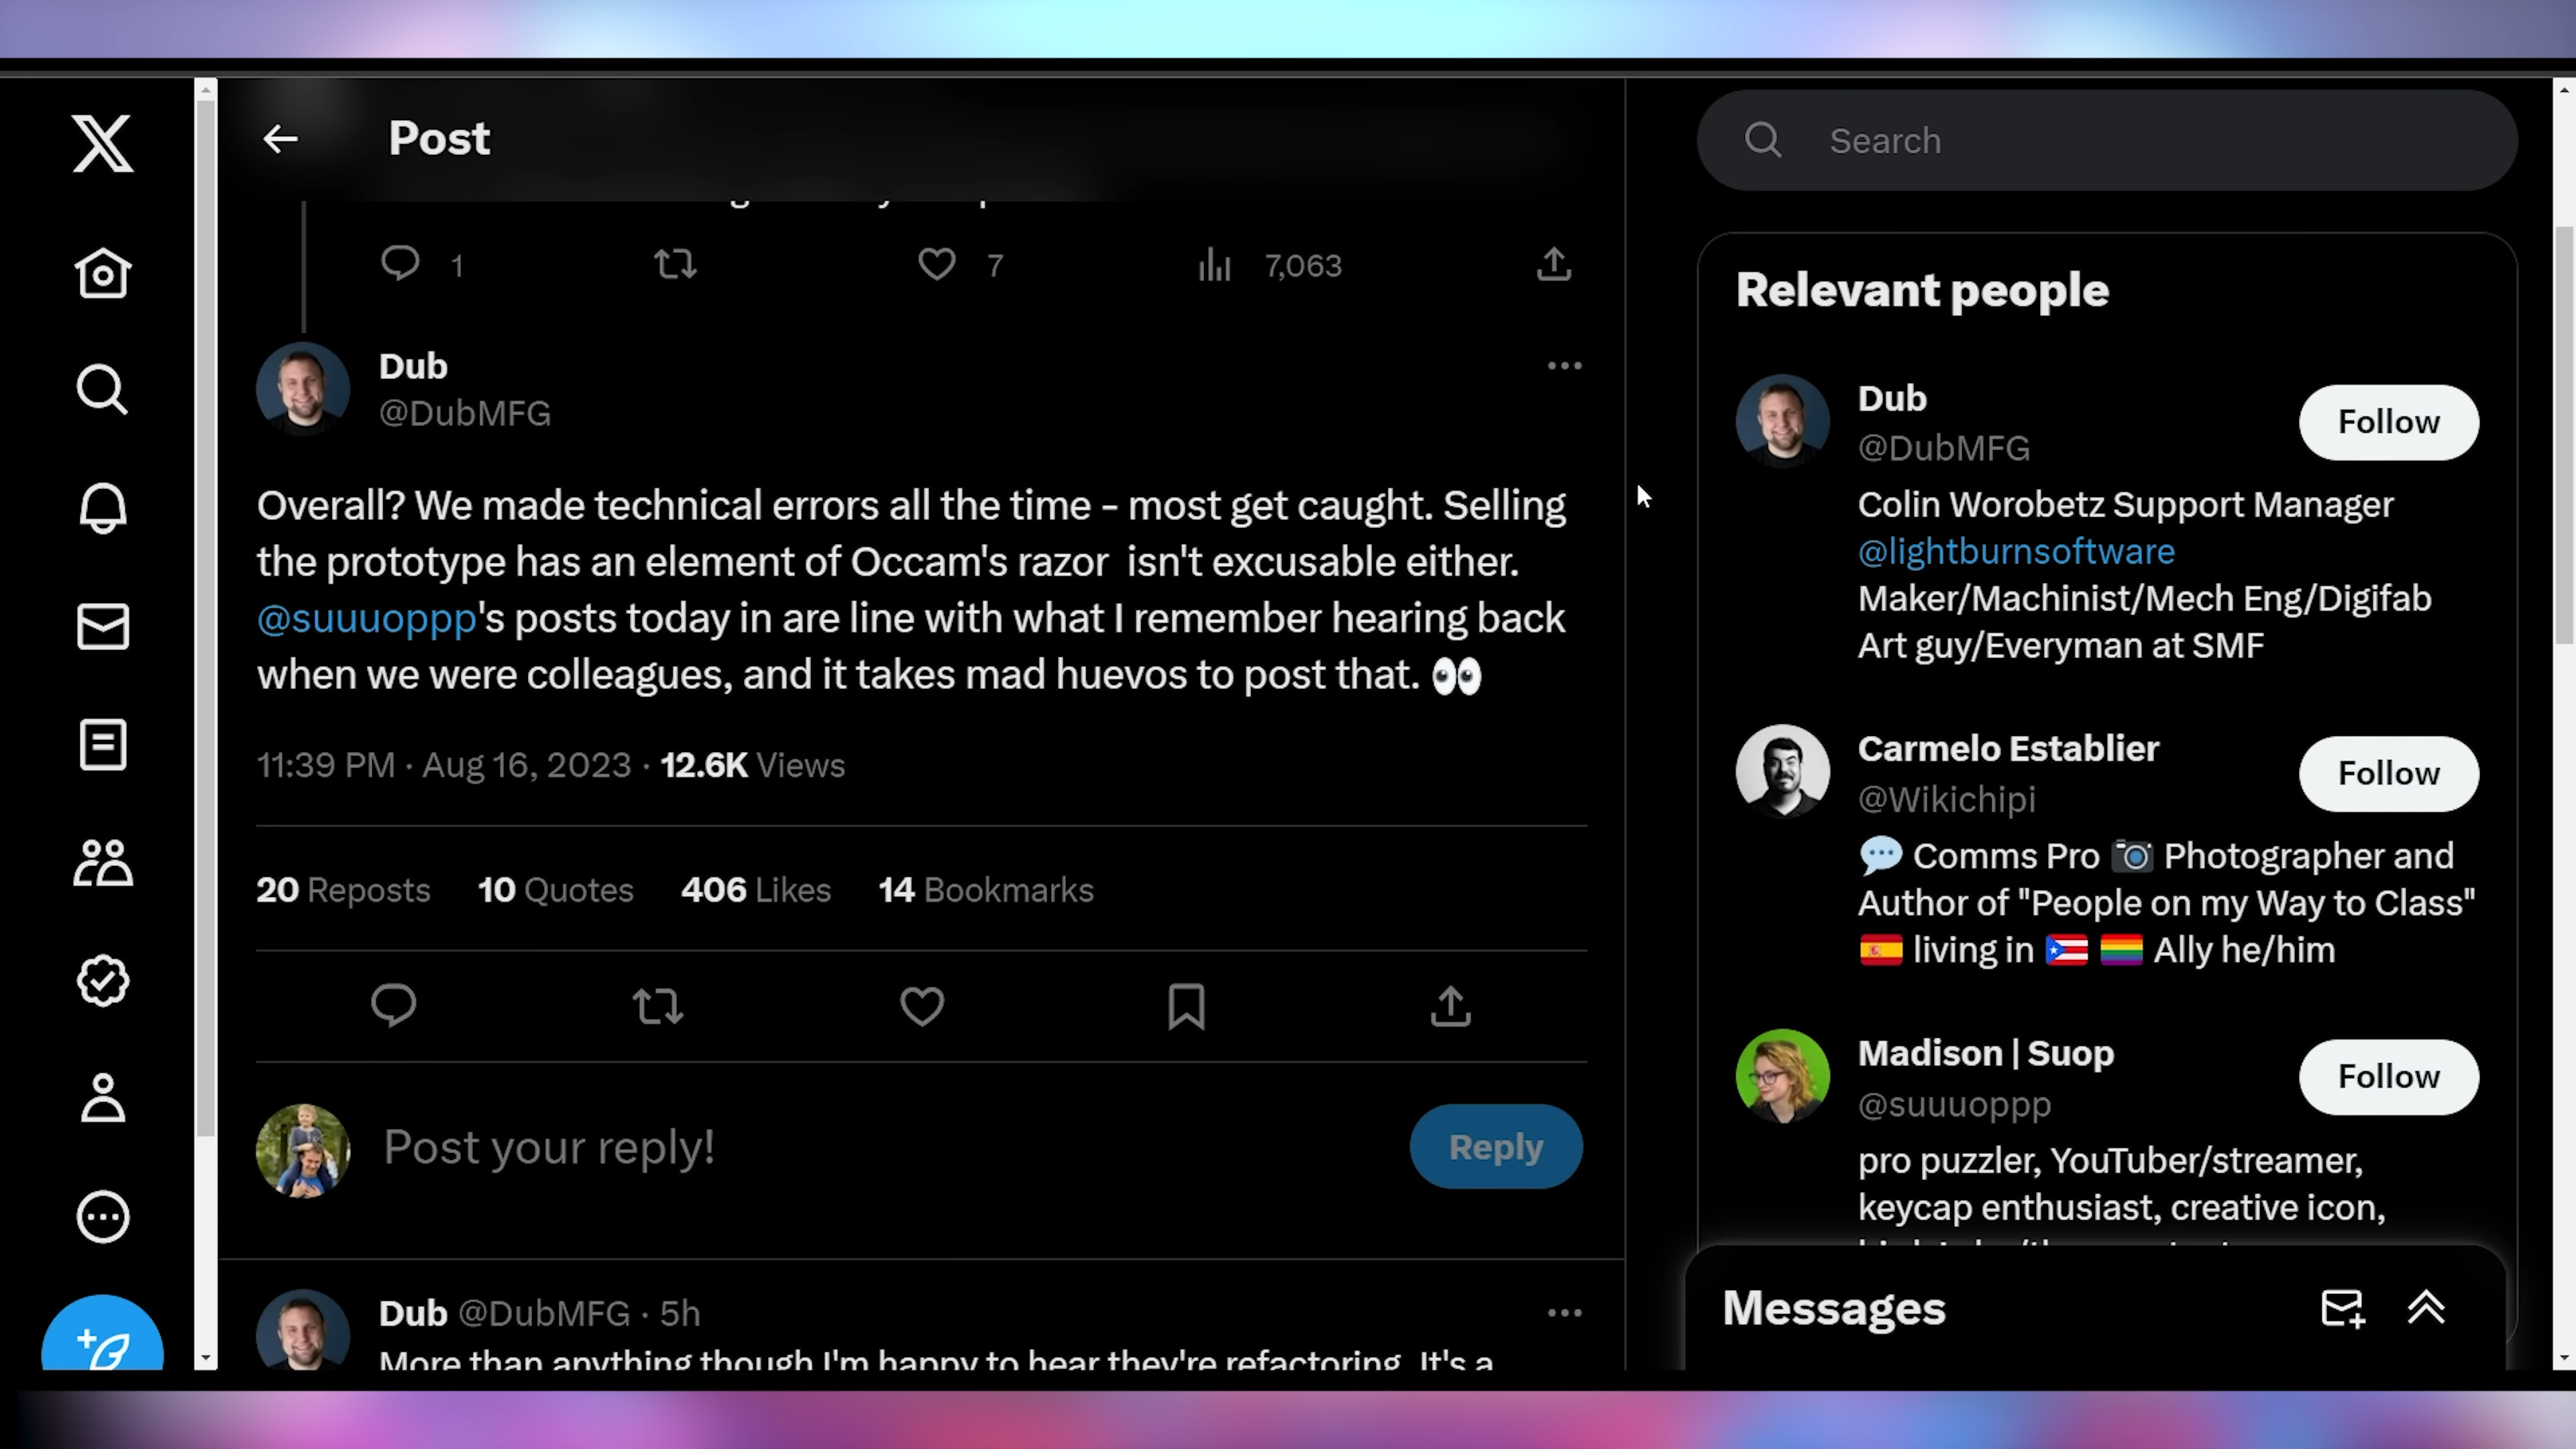 Post
Search
1
7
7,063
Relevant people
Dub
@DubMFG
Overall? We made technical errors all the time – most get caught. Selling
the prototype has an element of Occam's razor  isn't excusable either.
@suuuoppp's posts today in are line with what I remember hearing back
when we were colleagues, and it takes mad huevos to post that. 👀
11:39 PM · Aug 16, 2023 · 12.6K Views
20 Reposts 10 Quotes 406 Likes 14 Bookmarks
Post your reply!
Reply
Dub @DubMFG · 5h
More than anything though I'm happy to hear they're refactoring. It's a
Dub
@DubMFG
Follow
Colin Worobetz Support Manager
@lightburnsoftware
Maker/Machinist/Mech Eng/Digifab
Art guy/Everyman at SMF
Carmelo Establier
@Wikichipi
Follow
💬 Comms Pro 📷 Photographer and
Author of "People on my Way to Class"
🇪🇸 living in 🇵🇷 🏳️‍🌈 Ally he/him
Madison | Suop
@suuuoppp
Follow
pro puzzler, YouTuber/streamer,
keycap enthusiast, creative icon,
Messages